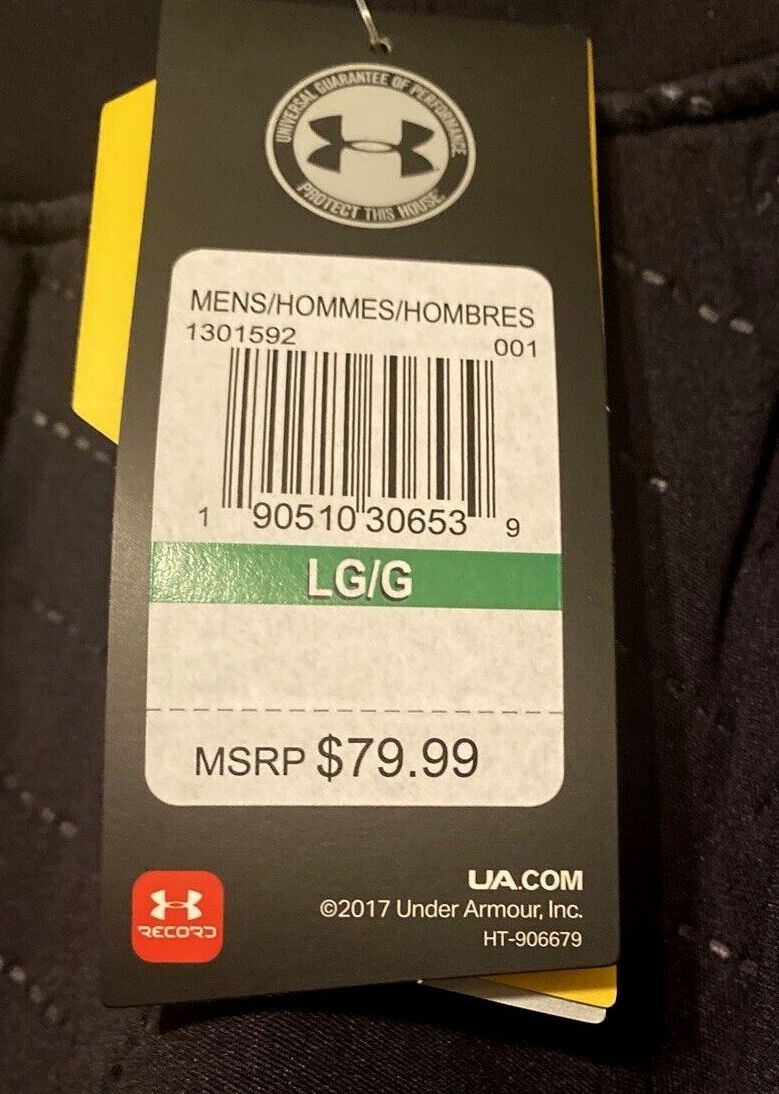 UNIVERSAL GUARANTEE OF PERFORMANCE
PROTECT THIS HOUSE
MENS/HOMMES/HOMBRES
1301592 001
1 90510 30653 9
LG/G
MSRP $79.99
RECORD
UA.COM
©2017 Under Armour, Inc.
HT-906679